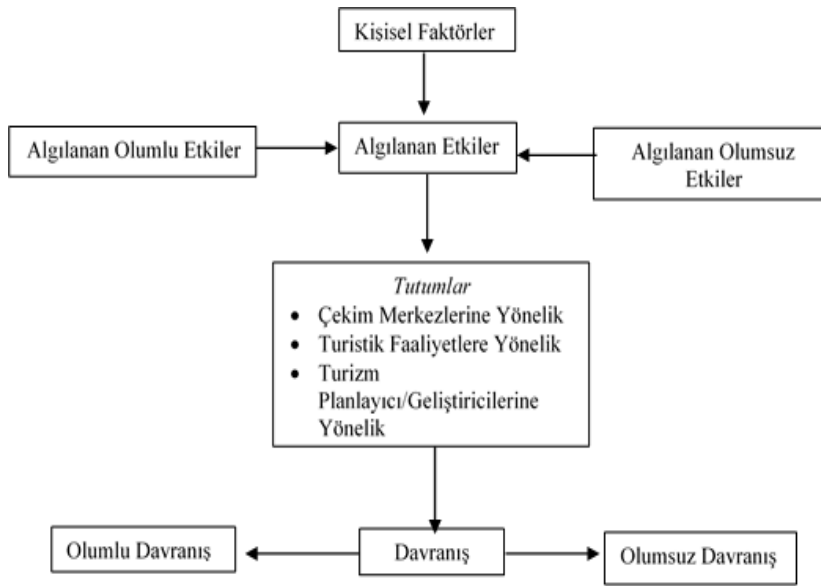 Kişisel Faktörler
Algılanan Olumlu Etkiler
Algılanan Etkiler
Algılanan Olumsuz
Etkiler
Tutumlar
• Çekim Merkezlerine Yönelik
• Turistik Faaliyetlere Yönelik
• Turizm
Planlayıcı/Geliştiricilerine
Yönelik
Olumlu Davranış
Davranış
Olumsuz Davranış